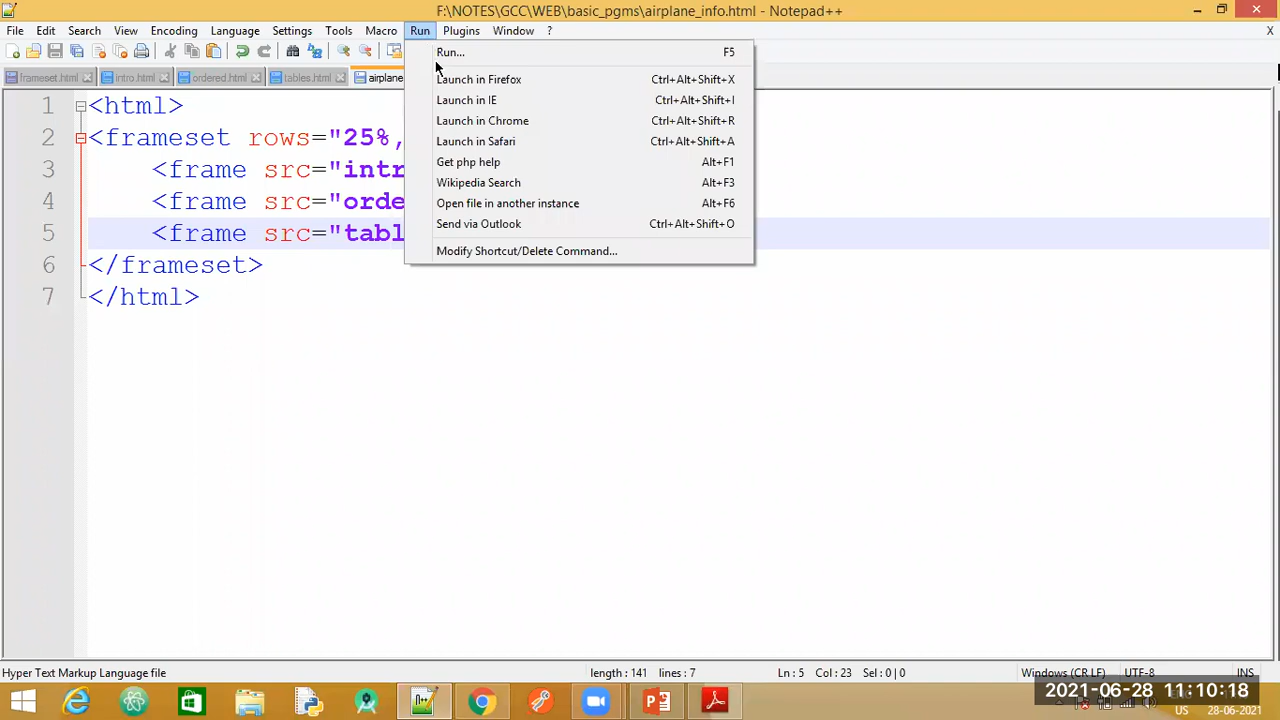 F:\NOTES\GCC\WEB\basic_pgms\airplane_info.html - Notepad++
File Edit Search View Encoding Language Settings Tools Macro Run Plugins Window ? X
frameset.html intro.html ordered.html tables.html airplane
Run... F5
Launch in Firefox Ctrl+Alt+Shift+X
Launch in IE Ctrl+Alt+Shift+I
Launch in Chrome Ctrl+Alt+Shift+R
Launch in Safari Ctrl+Alt+Shift+A
Get php help Alt+F1
Wikipedia Search Alt+F3
Open file in another instance Alt+F6
Send via Outlook Ctrl+Alt+Shift+O
Modify Shortcut/Delete Command...
1 <html>
2 <frameset rows="25%,
3 <frame src="intr
4 <frame src="orde
5 <frame src="tabl
6 </frameset>
7 </html>
Hyper Text Markup Language file length : 141 lines : 7 Ln : 5 Col : 23 Sel : 0 | 0 Windows (CR LF) UTF-8 INS
2021-06-28 11:10:18
US 28-06-2021